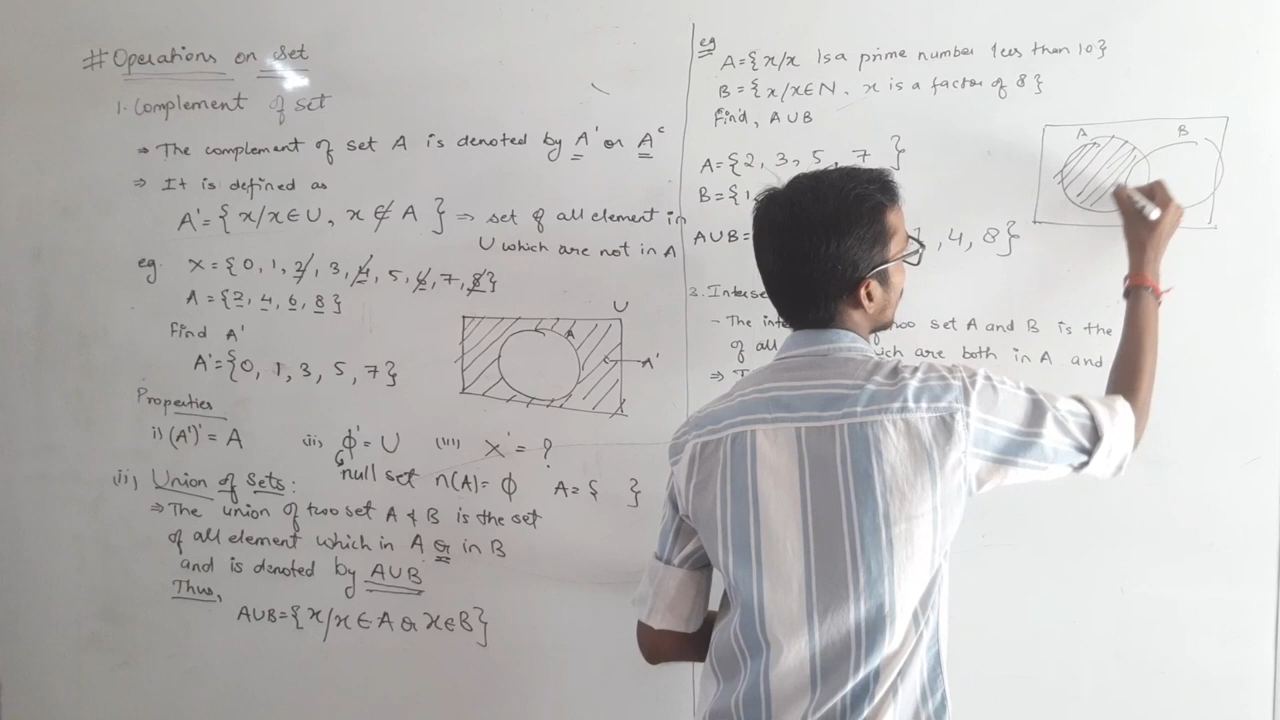 # Operations on Set
1. Complement of set
⇒ The complement of set A is denoted by A' or Aᶜ
⇒ It is defined as
A' = { x/x ∈ U, x ∉ A } ⇒ set of all element in
U which are not in A
eg. X = { 0, 1, 2, 3, 4, 5, 6, 7, 8 }
A = { 2, 4, 6, 8 }
Find A'
A' = { 0, 1, 3, 5, 7 }
U
A
A'
Properties
i) (A')' = A (ii) ϕ' = U (iii) X' = ?
null set n(A) = ϕ A = { }
ii) Union of Sets:
⇒ The union of two set A & B is the set
of all element which in A or in B
and is denoted by A∪B
Thus,
A∪B = { x/x ∈ A or x ∈ B }
eg A = { x/x is a prime number less than 10 }
B = { x/x ∈ N, x is a factor of 8 }
Find, A∪B
A = { 2, 3, 5, 7 }
B = { 1,
A∪B = , 4, 8 }
A B
3.
- The set A and B is the
of all are both in A and
⇒